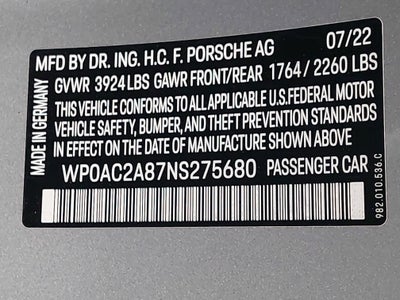 MFD BY DR. ING. H.C. F. PORSCHE AG 07/22
GVWR 3924 LBS GAWR FRONT/REAR 1764 / 2260 LBS
THIS VEHICLE CONFORMS TO ALL APPLICABLE U.S.FEDERAL MOTOR
VEHICLE SAFETY, BUMPER, AND THEFT PREVENTION STANDARDS
IN EFFECT ON THE DATE OF MANUFACTURE SHOWN ABOVE
WP0AC2A87NS275680 PASSENGER CAR
MADE IN GERMANY
982.010.536.C